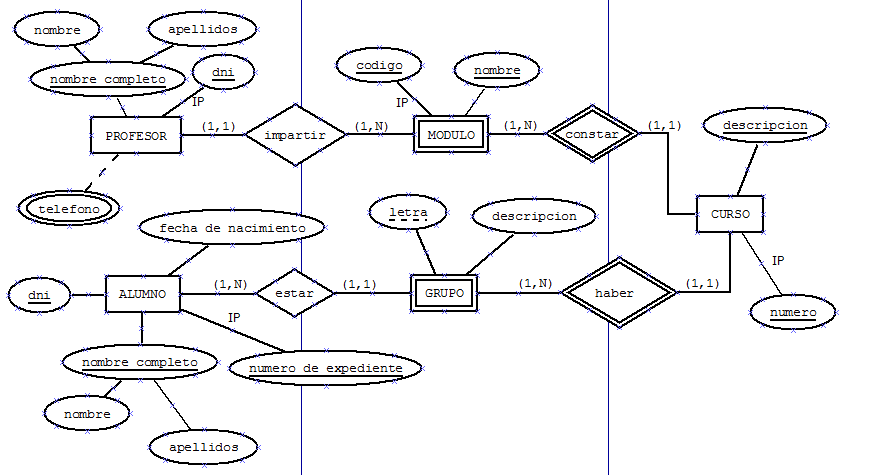 nombre
apellidos
nombre completo
dni
IP
PROFESOR
(1,1)
impartir
(1,N)
codigo
nombre
IP
MODULO
(1,N)
constar
(1,1)
descripcion
CURSO
telefono
fecha de nacimiento
letra
descripcion
dni
ALUMNO
(1,N)
estar
(1,1)
GRUPO
(1,N)
haber
(1,1)
IP
numero
IP
nombre completo
numero de expediente
nombre
apellidos